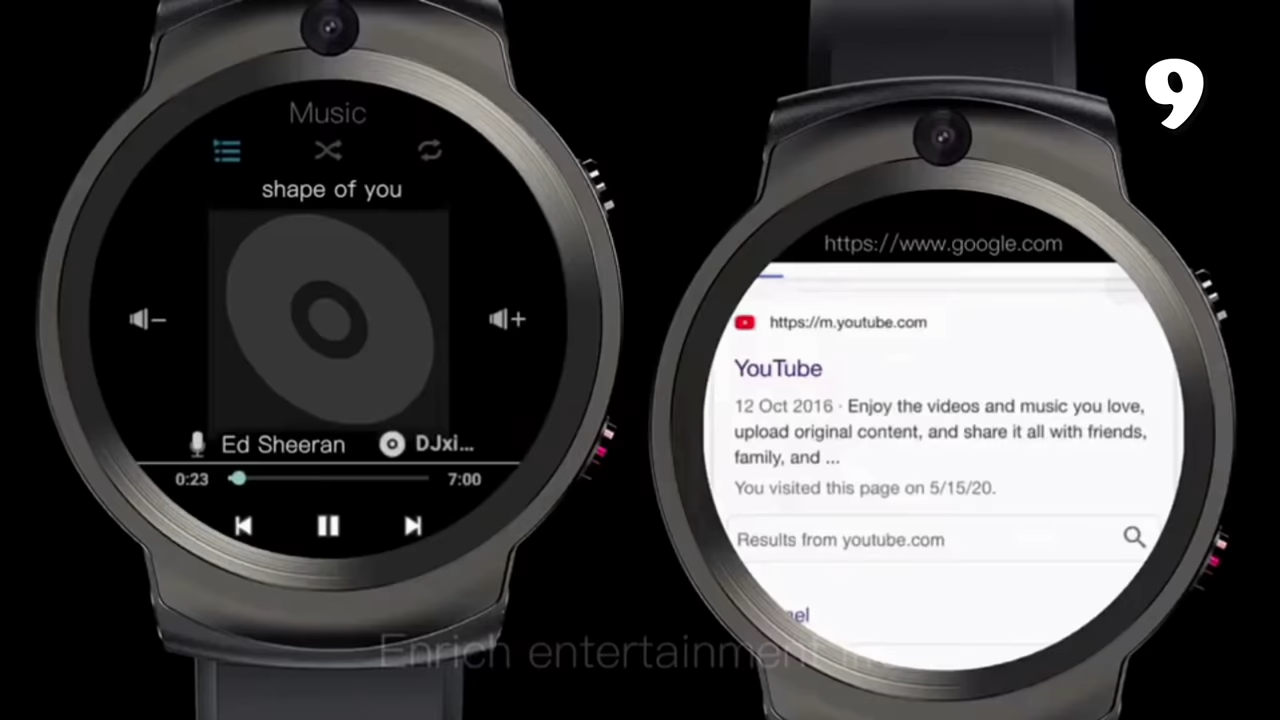 9
Music
shape of you
Ed Sheeran
DJxi...
0:23
7:00
https://www.google.com
https://m.youtube.com
YouTube
12 Oct 2016 · Enjoy the videos and music you love,
upload original content, and share it all with friends,
family, and ...
You visited this page on 5/15/20.
Results from youtube.com
Enrich entertainment